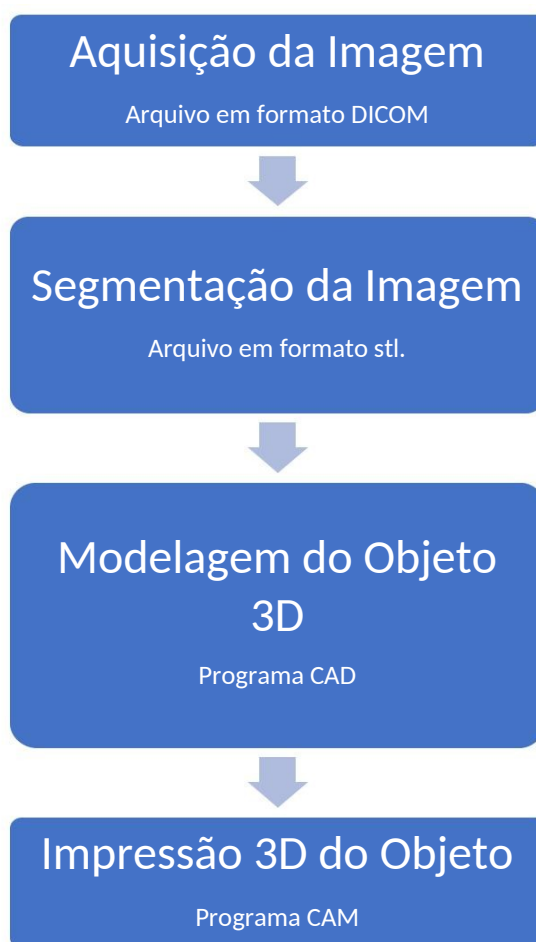 Aquisição da Imagem
Arquivo em formato DICOM
Segmentação da Imagem
Arquivo em formato stl.
Modelagem do Objeto
3D
Programa CAD
Impressão 3D do Objeto
Programa CAM